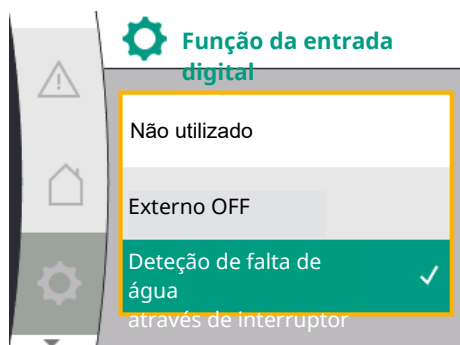 Função da entrada
digital
Não utilizado
Externo OFF
Deteção de falta de
água
através de interruptor